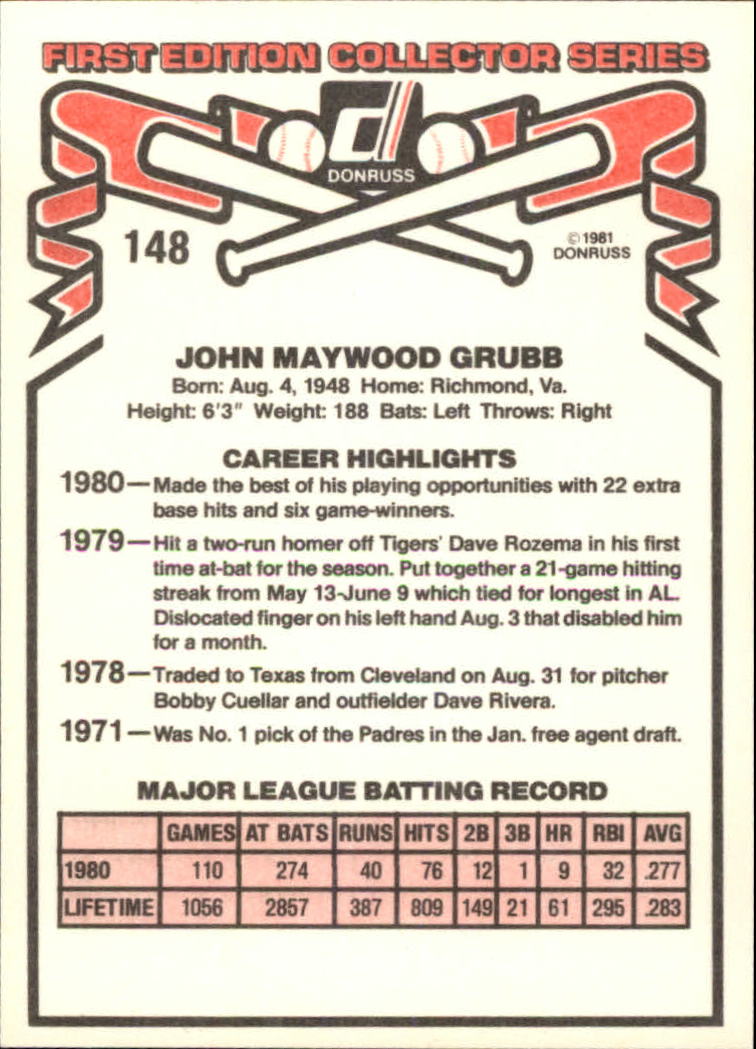 FIRST EDITION COLLECTOR SERIES
d
DONRUSS
148
© 1981
DONRUSS
JOHN MAYWOOD GRUBB
Born: Aug. 4, 1948 Home: Richmond, Va.
Height: 6'3" Weight: 188 Bats: Left Throws: Right
CAREER HIGHLIGHTS
1980—Made the best of his playing opportunities with 22 extra
base hits and six game-winners.
1979—Hit a two-run homer off Tigers' Dave Rozema in his first
time at-bat for the season. Put together a 21-game hitting
streak from May 13-June 9 which tied for longest in AL.
Dislocated finger on his left hand Aug. 3 that disabled him
for a month.
1978—Traded to Texas from Cleveland on Aug. 31 for pitcher
Bobby Cuellar and outfielder Dave Rivera.
1971—Was No. 1 pick of the Padres in the Jan. free agent draft.
MAJOR LEAGUE BATTING RECORD
GAMES AT BATS RUNS HITS 2B 3B HR RBI AVG
1980 110 274 40 76 12 1 9 32 .277
LIFETIME 1056 2857 387 809 149 21 61 295 .283